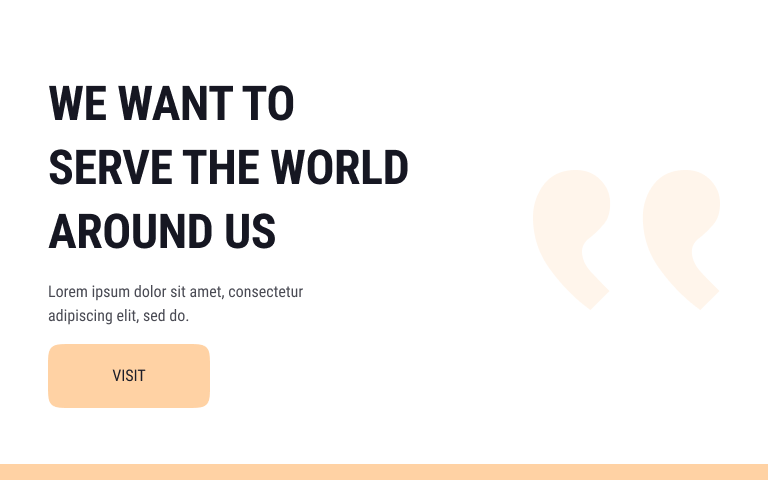 WE WANT TO
SERVE THE WORLD
AROUND US
Lorem ipsum dolor sit amet, consectetur
adipiscing elit, sed do.
VISIT